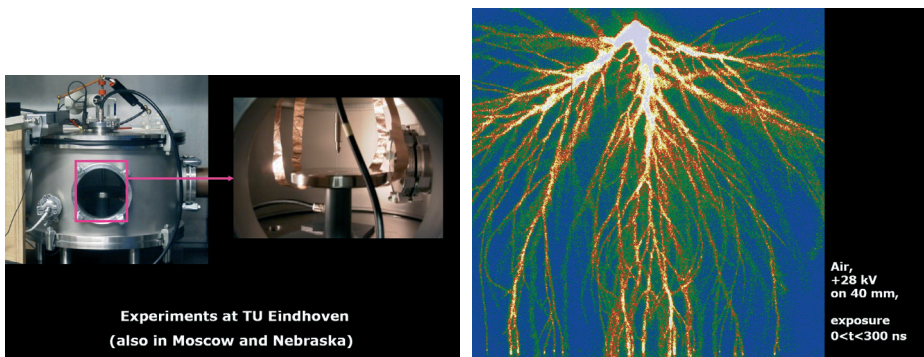 Experiments at TU Eindhoven
(also in Moscow and Nebraska)
Air,
+28 kV
on 40 mm,
exposure
0<t<300 ns